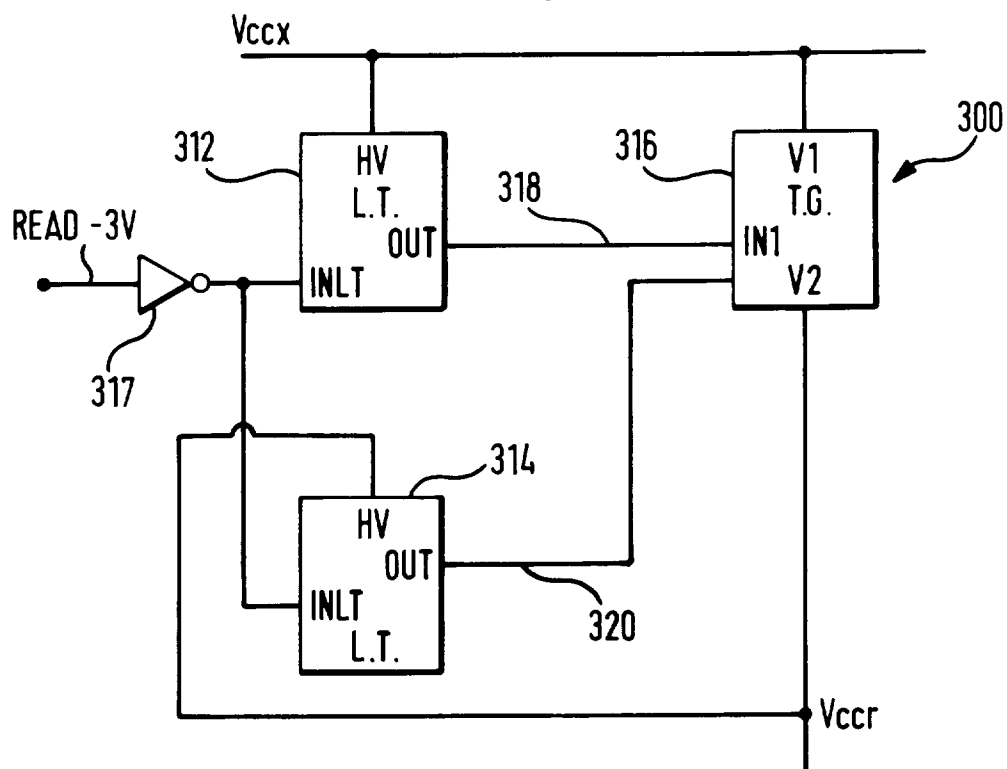 Vccx
312
HV
L.T.
OUT
INLT
318
316
V1
T.G.
IN1
V2
300
READ -3V
317
314
HV
OUT
INLT
L.T.
320
Vccr